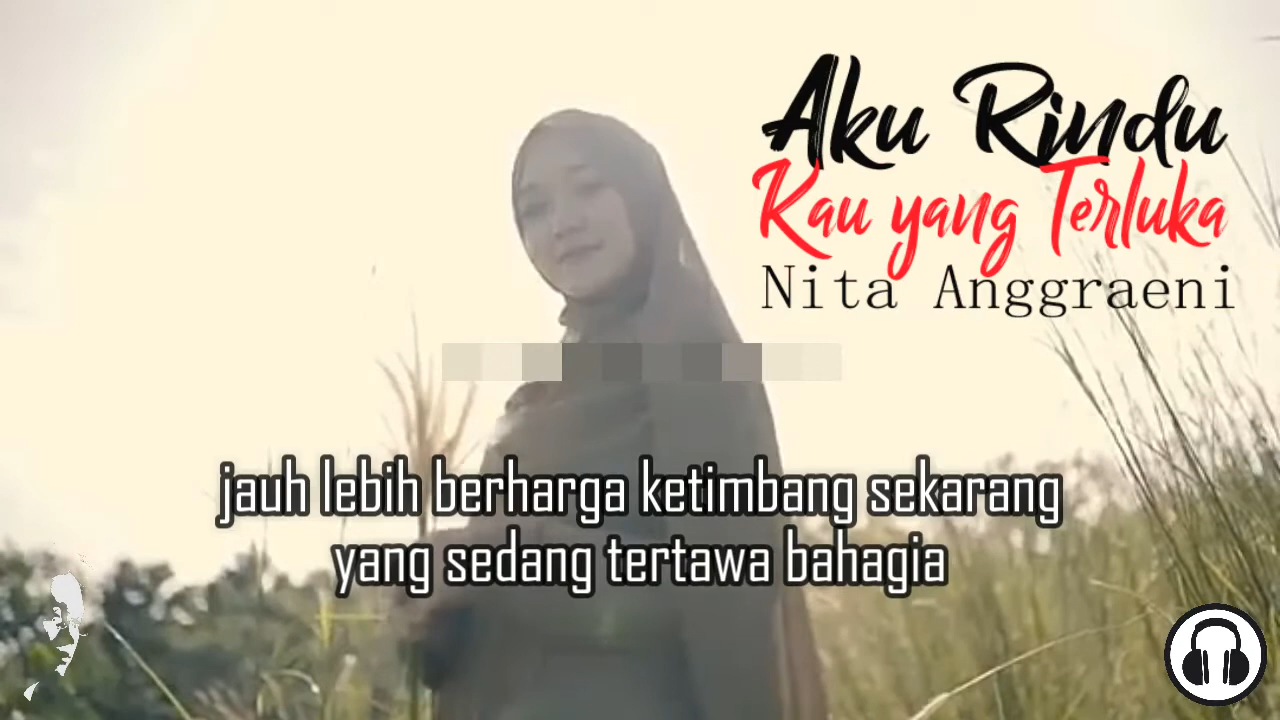 Aku Rindu
Kau yang Terluka
Nita Anggraeni
jauh lebih berharga ketimbang sekarang
yang sedang tertawa bahagia